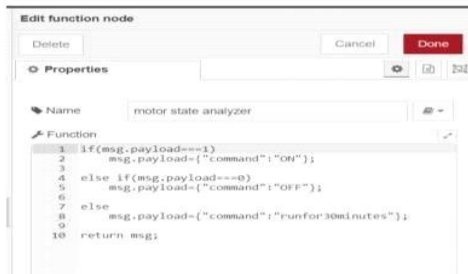 Edit function node
Delete
Cancel
Done
Properties
Name
motor state analyzer
Function
1 if(msg.payload===1)
2 msg.payload={"command":"ON"};
3
4 else if(msg.payload===0)
5 msg.payload={"command":"OFF"};
6
7 else
8 msg.payload={"command":"runfor30minutes"};
9
10 return msg;